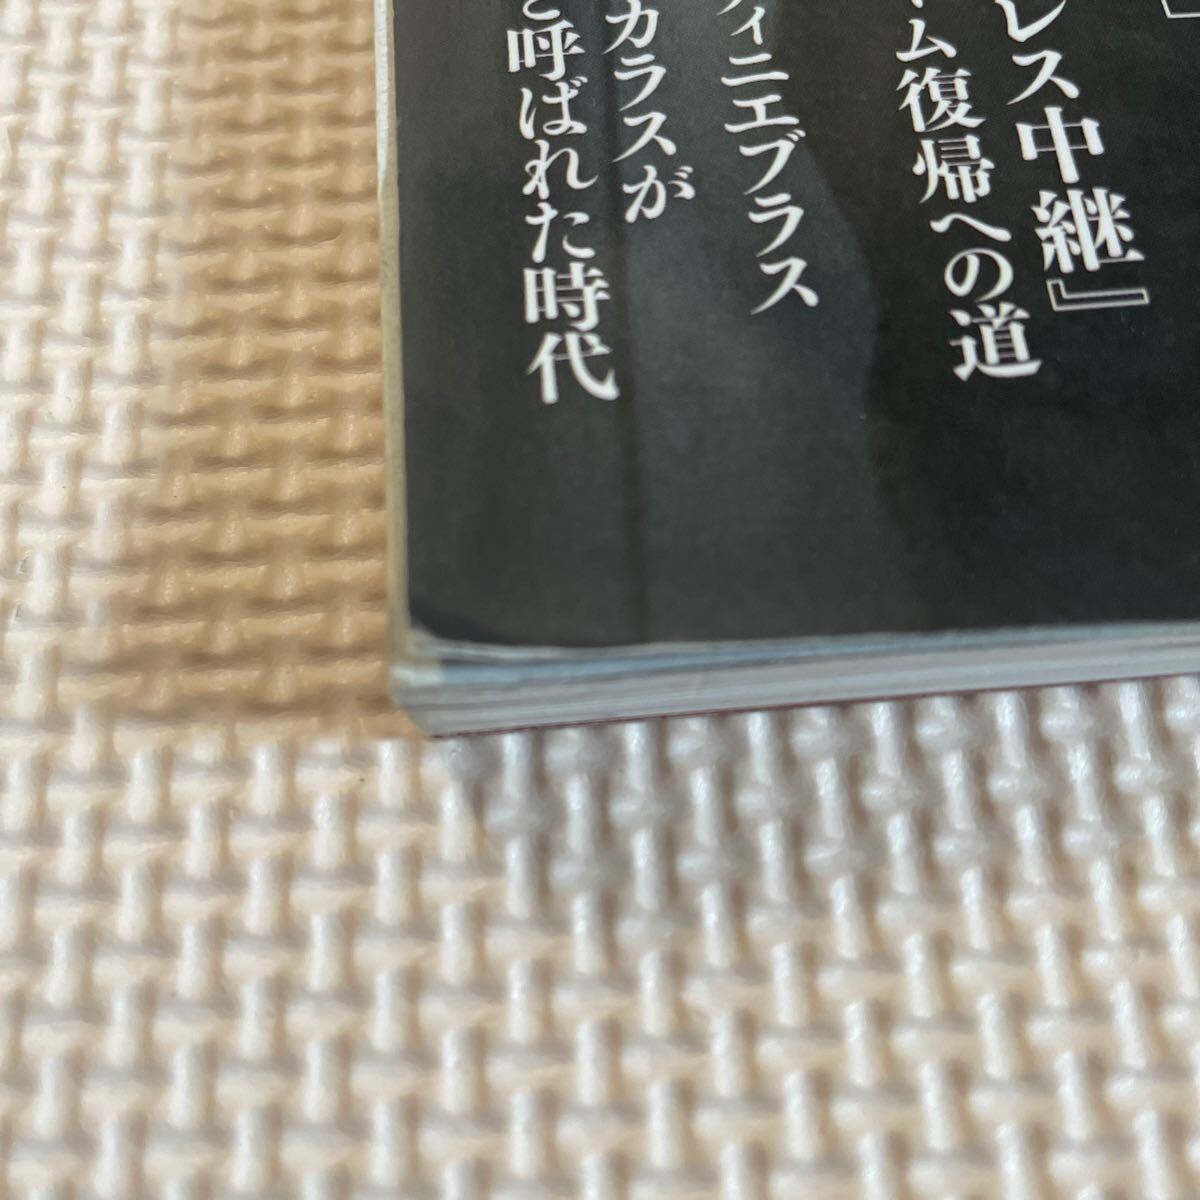 レス中継』
ム復帰への道
ィニエブラス
カラスが
と呼ばれた時代